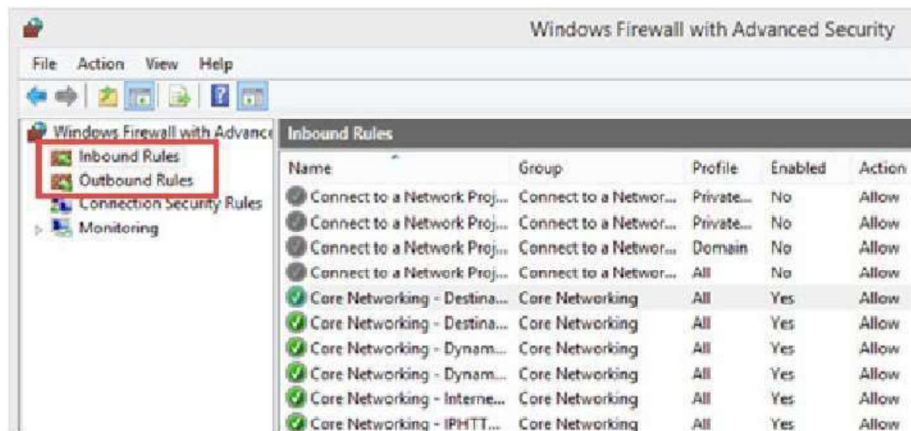 Windows Firewall with Advanced Security
File Action View Help
Windows Firewall with Advance
Inbound Rules
Outbound Rules
Connection Security Rules
Monitoring
Inbound Rules
Name Group Profile Enabled Action
Connect to a Network Proj... Connect to a Networ... Private... No Allow
Connect to a Network Proj... Connect to a Networ... Private... No Allow
Connect to a Network Proj... Connect to a Networ... Domain No Allow
Connect to a Network Proj... Connect to a Networ... All No Allow
Core Networking - Destina... Core Networking All Yes Allow
Core Networking - Destina... Core Networking All Yes Allow
Core Networking - Dynam... Core Networking All Yes Allow
Core Networking - Dynam... Core Networking All Yes Allow
Core Networking - Interne... Core Networking All Yes Allow
Core Networking - IPHTT... Core Networking All Yes Allow